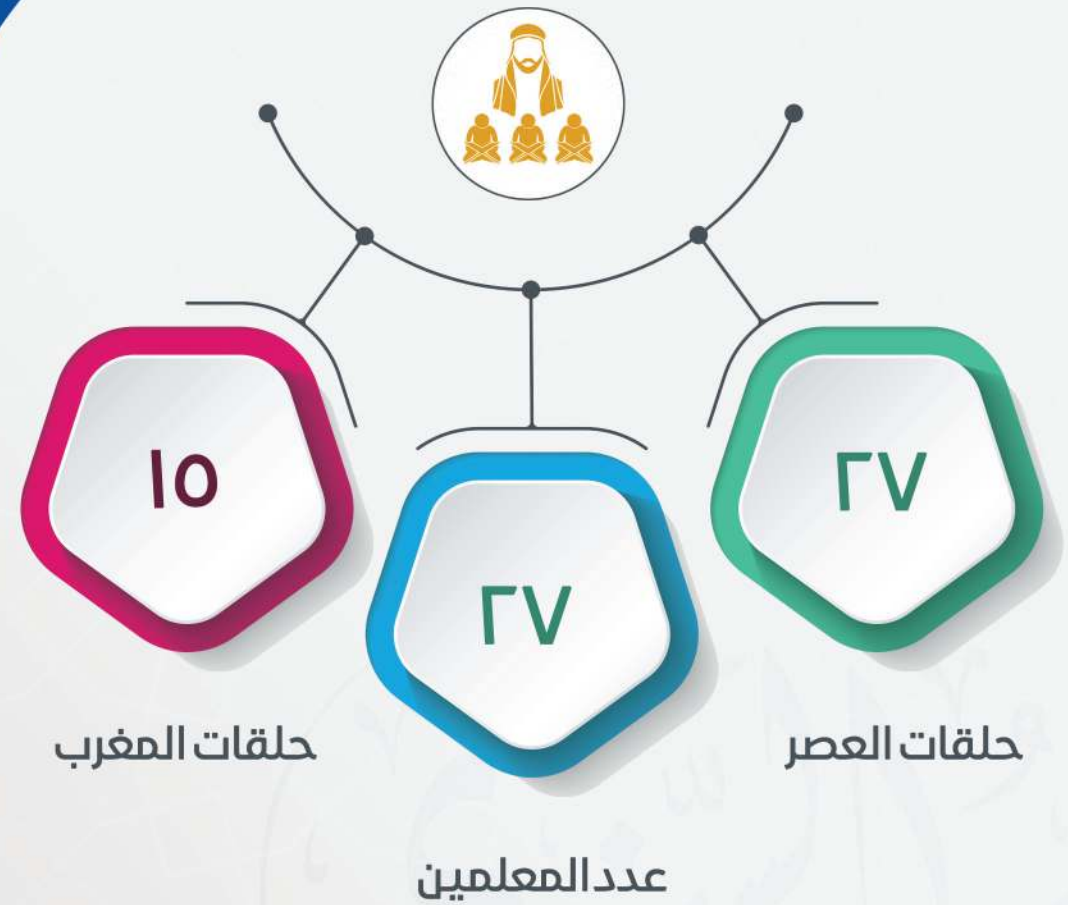 ٢٧
حلقات العصر
٢٧
عدد المعلمين
١٥
حلقات المغرب